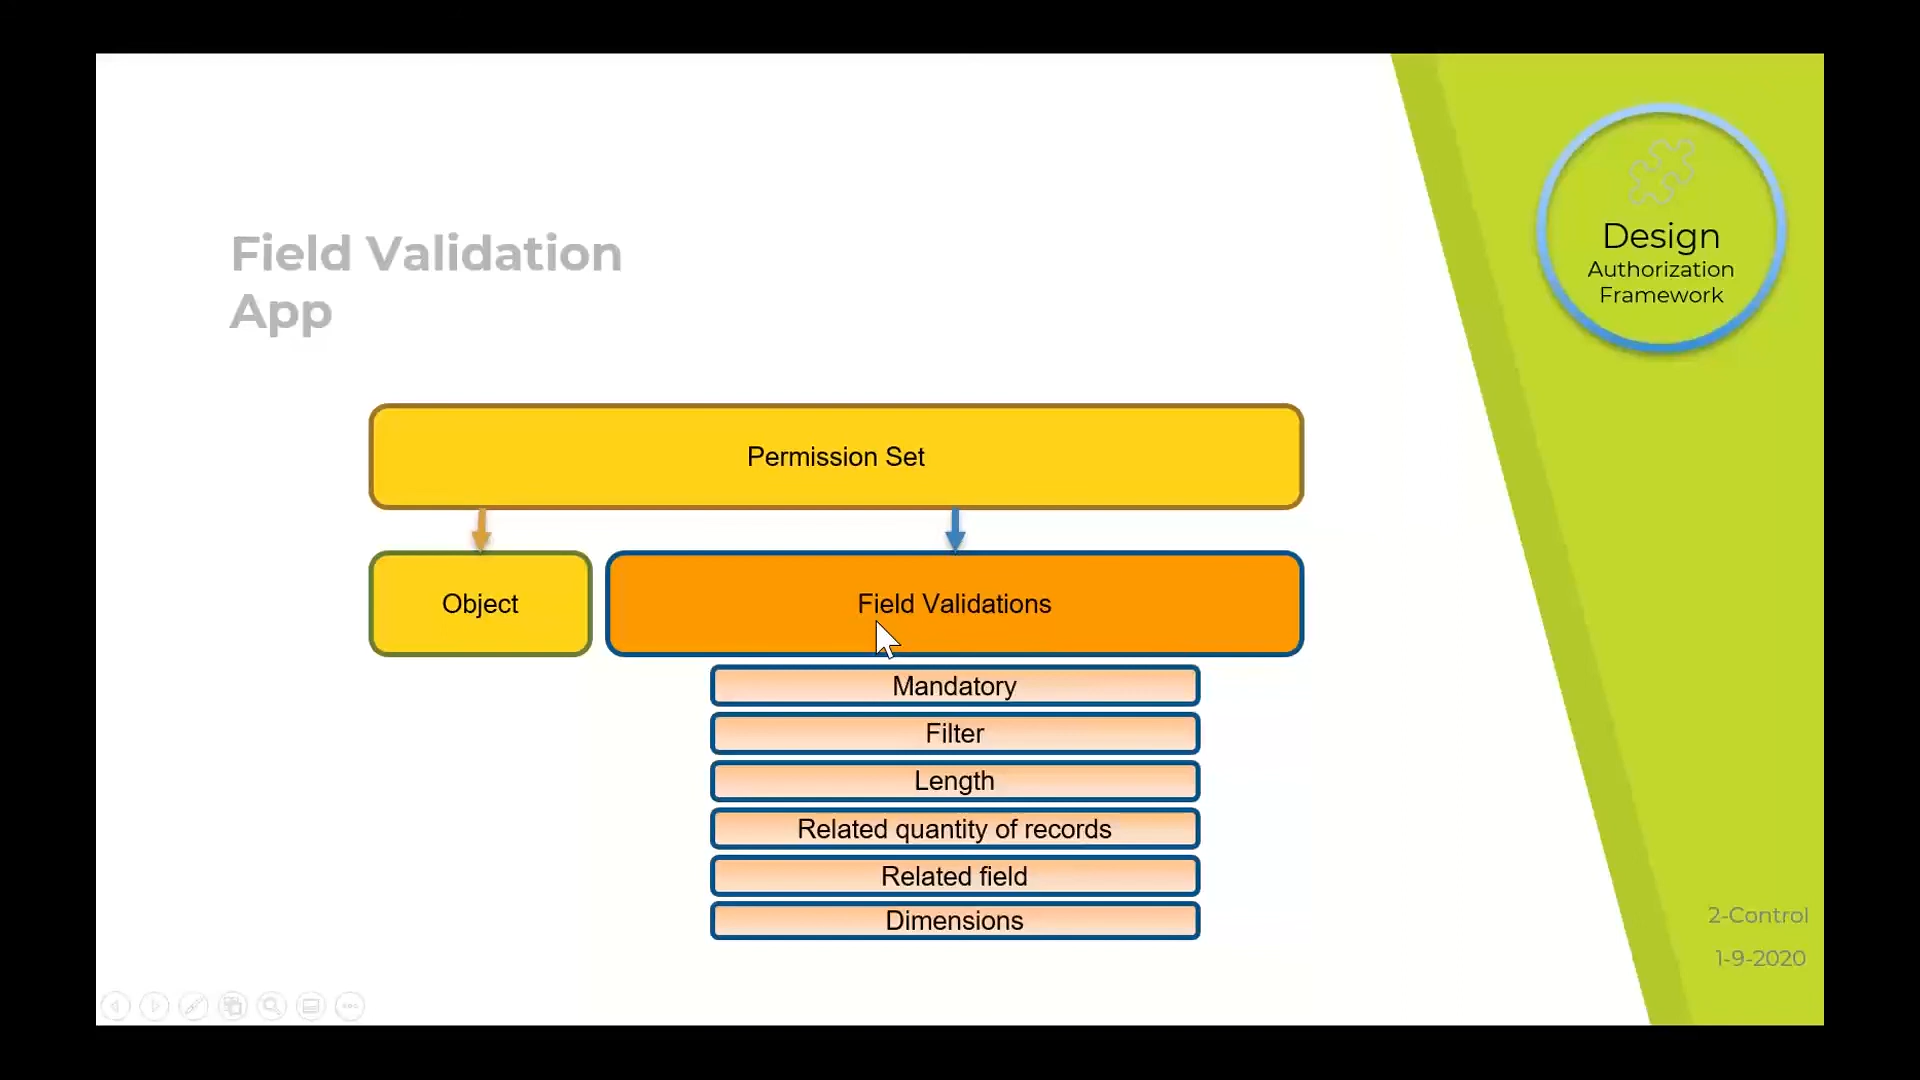 Design
Authorization
Framework
Field Validation
App
Permission Set
Object
Field Validations
Mandatory
Filter
Length
Related quantity of records
Related field
Dimensions
2-Control
1-9-2020